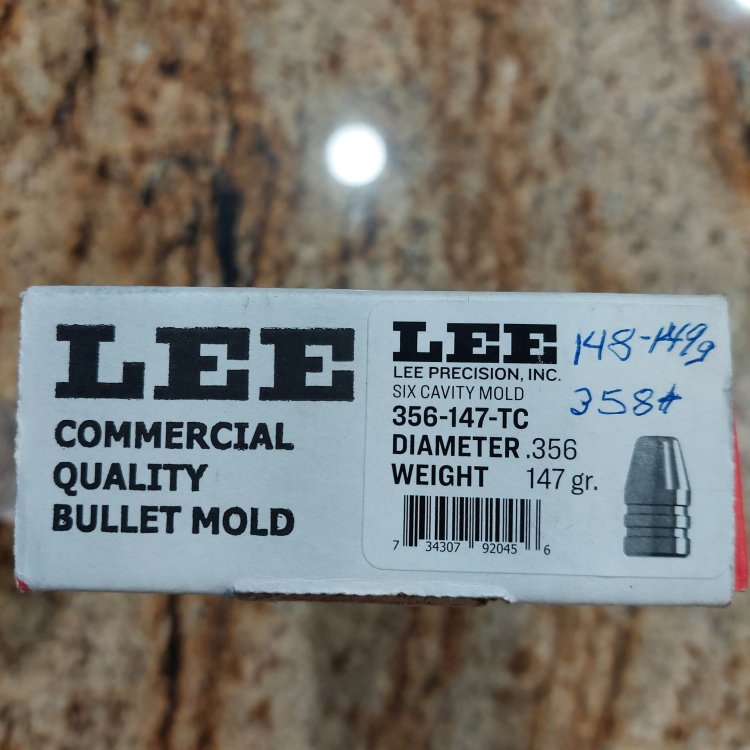 LEE
COMMERCIAL
QUALITY
BULLET MOLD
LEE
LEE PRECISION, INC.
SIX CAVITY MOLD
356-147-TC
DIAMETER .356
WEIGHT 147 gr.
7 34307 92045 6
148-149g
358+